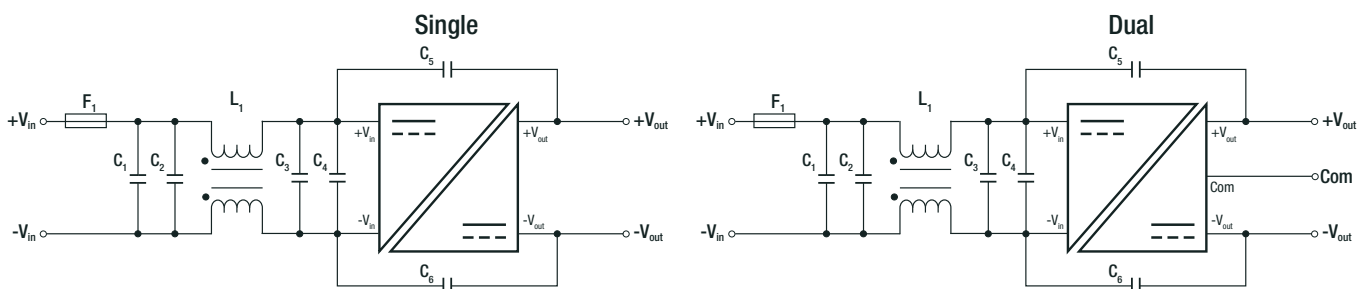 Single
C5
F1
L1
+Vin
+Vin
+Vout
+Vout
C1
C2
C3
C4
-Vin
-Vin
-Vout
-Vout
C6
Dual
C5
F1
L1
+Vin
+Vin
+Vout
+Vout
C1
C2
C3
C4
Com
Com
-Vin
-Vin
-Vout
-Vout
C6